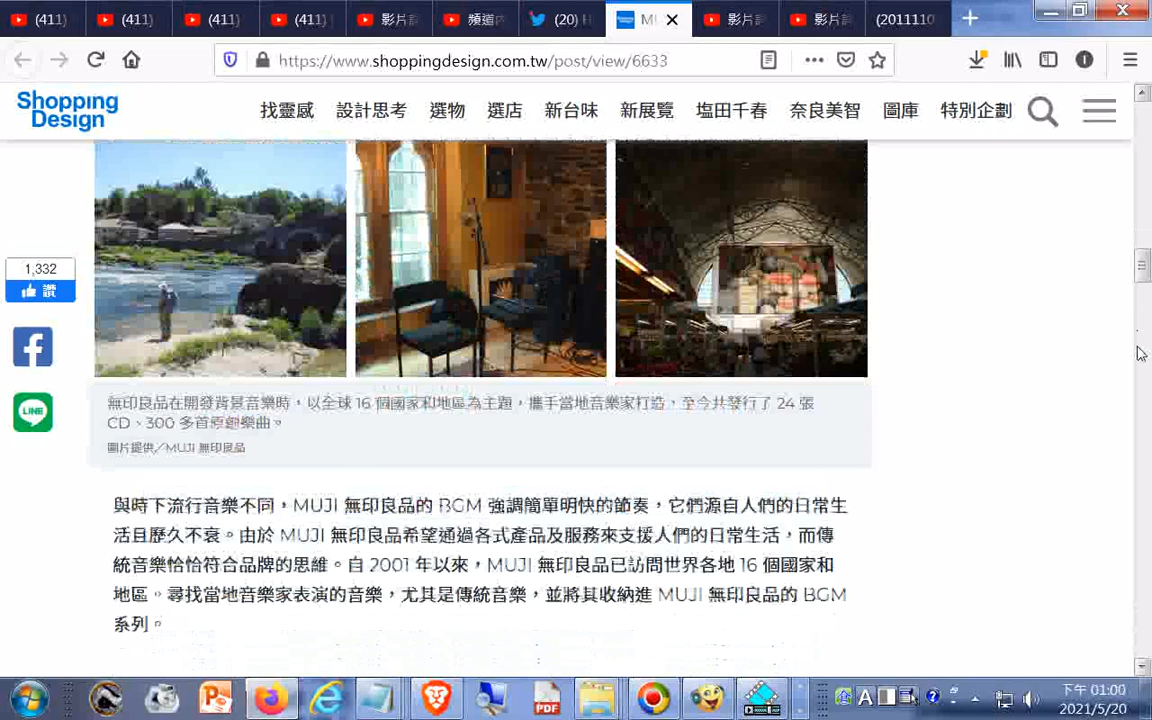 (411)
(411)
(411)
(411)
影片
頻道內
(20)
MU
影片
影片
(2011110
https://www.shoppingdesign.com.tw/post/view/6633
Shopping
Design
找靈感
設計思考
選物
選店
新台味
新展覽
塩田千春
奈良美智
圖庫
特別企劃
1,332
讚
LINE
無印良品在開發背景音樂時，以全球 16 個國家和地區為主題，攜手當地音樂家打造，至今共發行了 24 張
CD、300 多首原創樂曲。
圖片提供／MUJI 無印良品
與時下流行音樂不同，MUJI 無印良品的 BGM 強調簡單明快的節奏，它們源自人們的日常生
活且歷久不衰。由於 MUJI 無印良品希望通過各式產品及服務來支援人們的日常生活，而傳
統音樂恰恰符合品牌的思維。自 2001 年以來，MUJI 無印良品已訪問世界各地 16 個國家和
地區。尋找當地音樂家表演的音樂，尤其是傳統音樂，並將其收納進 MUJI 無印良品的 BGM
系列。
PDF
A
下午 01:00
2021/5/20